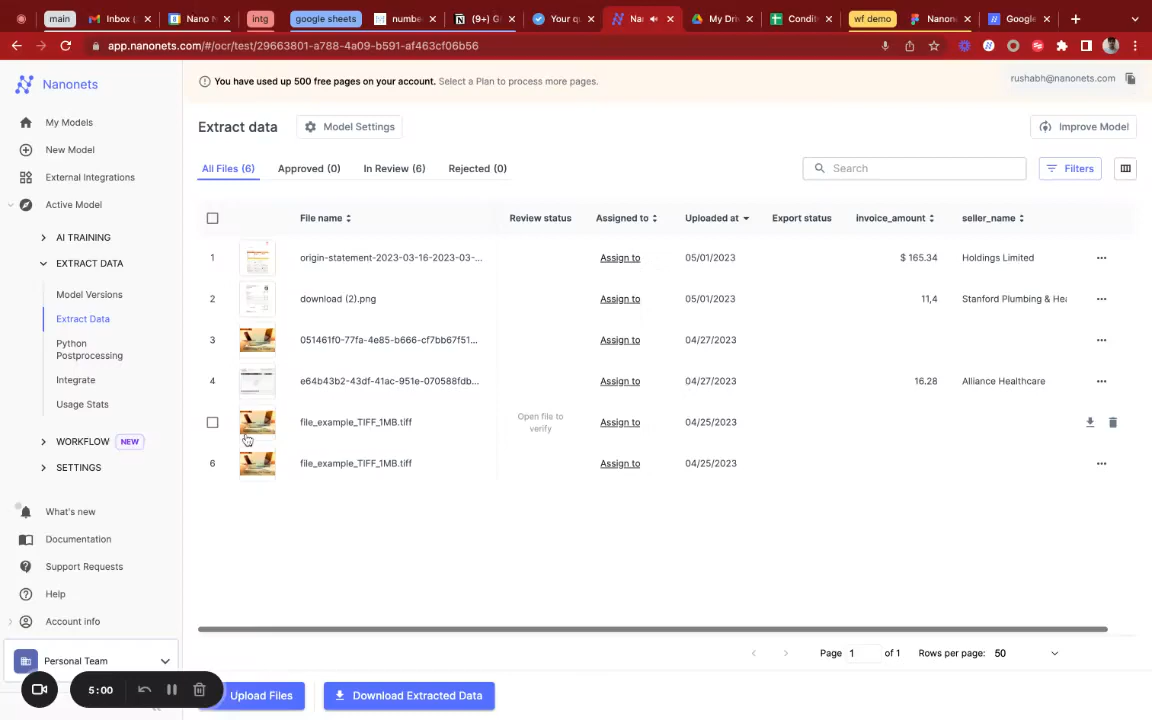 main
Inbox (
Nano N
intg
google sheets
numbe
(9+) G
Your q
Na
My Dri
Condit
wf demo
Nanon
Google
app.nanonets.com/#/ocr/test/29663801-a788-4a09-b591-af463cf06b56
Nanonets
You have used up 500 free pages on your account. Select a Plan to process more pages.
rushabh@nanonets.com
My Models
New Model
External Integrations
Active Model
AI TRAINING
EXTRACT DATA
Model Versions
Extract Data
Python
Postprocessing
Integrate
Usage Stats
WORKFLOW NEW
SETTINGS
What's new
Documentation
Support Requests
Help
Account info
Personal Team
5:00
Extract data
Model Settings
Improve Model
All Files (6) Approved (0) In Review (6) Rejected (0)
Search
Filters
File name Review status Assigned to Uploaded at Export status invoice_amount seller_name
1 origin-statement-2023-03-16-2023-03-... Assign to 05/01/2023 $ 165.34 Holdings Limited
2 download (2).png Assign to 05/01/2023 11,4 Stanford Plumbing & Hea
3 051461f0-77fa-4e85-b666-cf7bb67f51... Assign to 04/27/2023
4 e64b43b2-43df-41ac-951e-070588fdb... Assign to 04/27/2023 16.28 Alliance Healthcare
file_example_TIFF_1MB.tiff Open file to verify Assign to 04/25/2023
6 file_example_TIFF_1MB.tiff Assign to 04/25/2023
Page 1 of 1 Rows per page: 50
Upload Files
Download Extracted Data